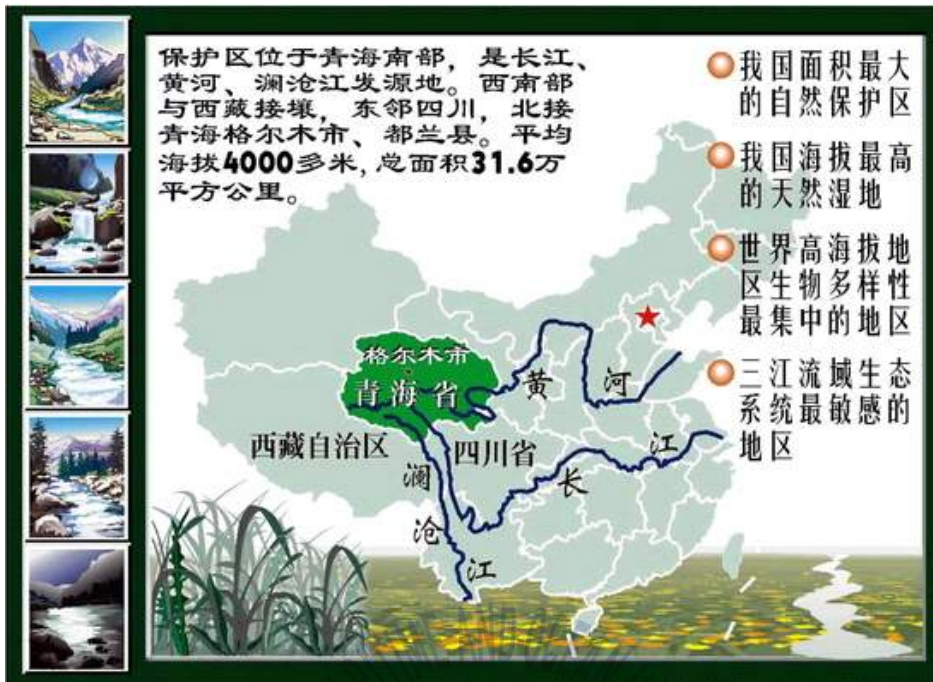 保护区位于青海南部，是长江、
黄河、澜沧江发源地。西南部
与西藏接壤，东邻四川，北接
青海格尔木市、都兰县。平均
海拔4000多米，总面积31.6万
平方公里。
我国面积最大
的自然保护区
我国海拔最高
的天然湿地
世界高海拔地
区生物多样性
最集中的地区
三江流域生态
系统最敏感的
地区
格尔木市
青海省
黄河
西藏自治区
四川省
长江
澜沧江